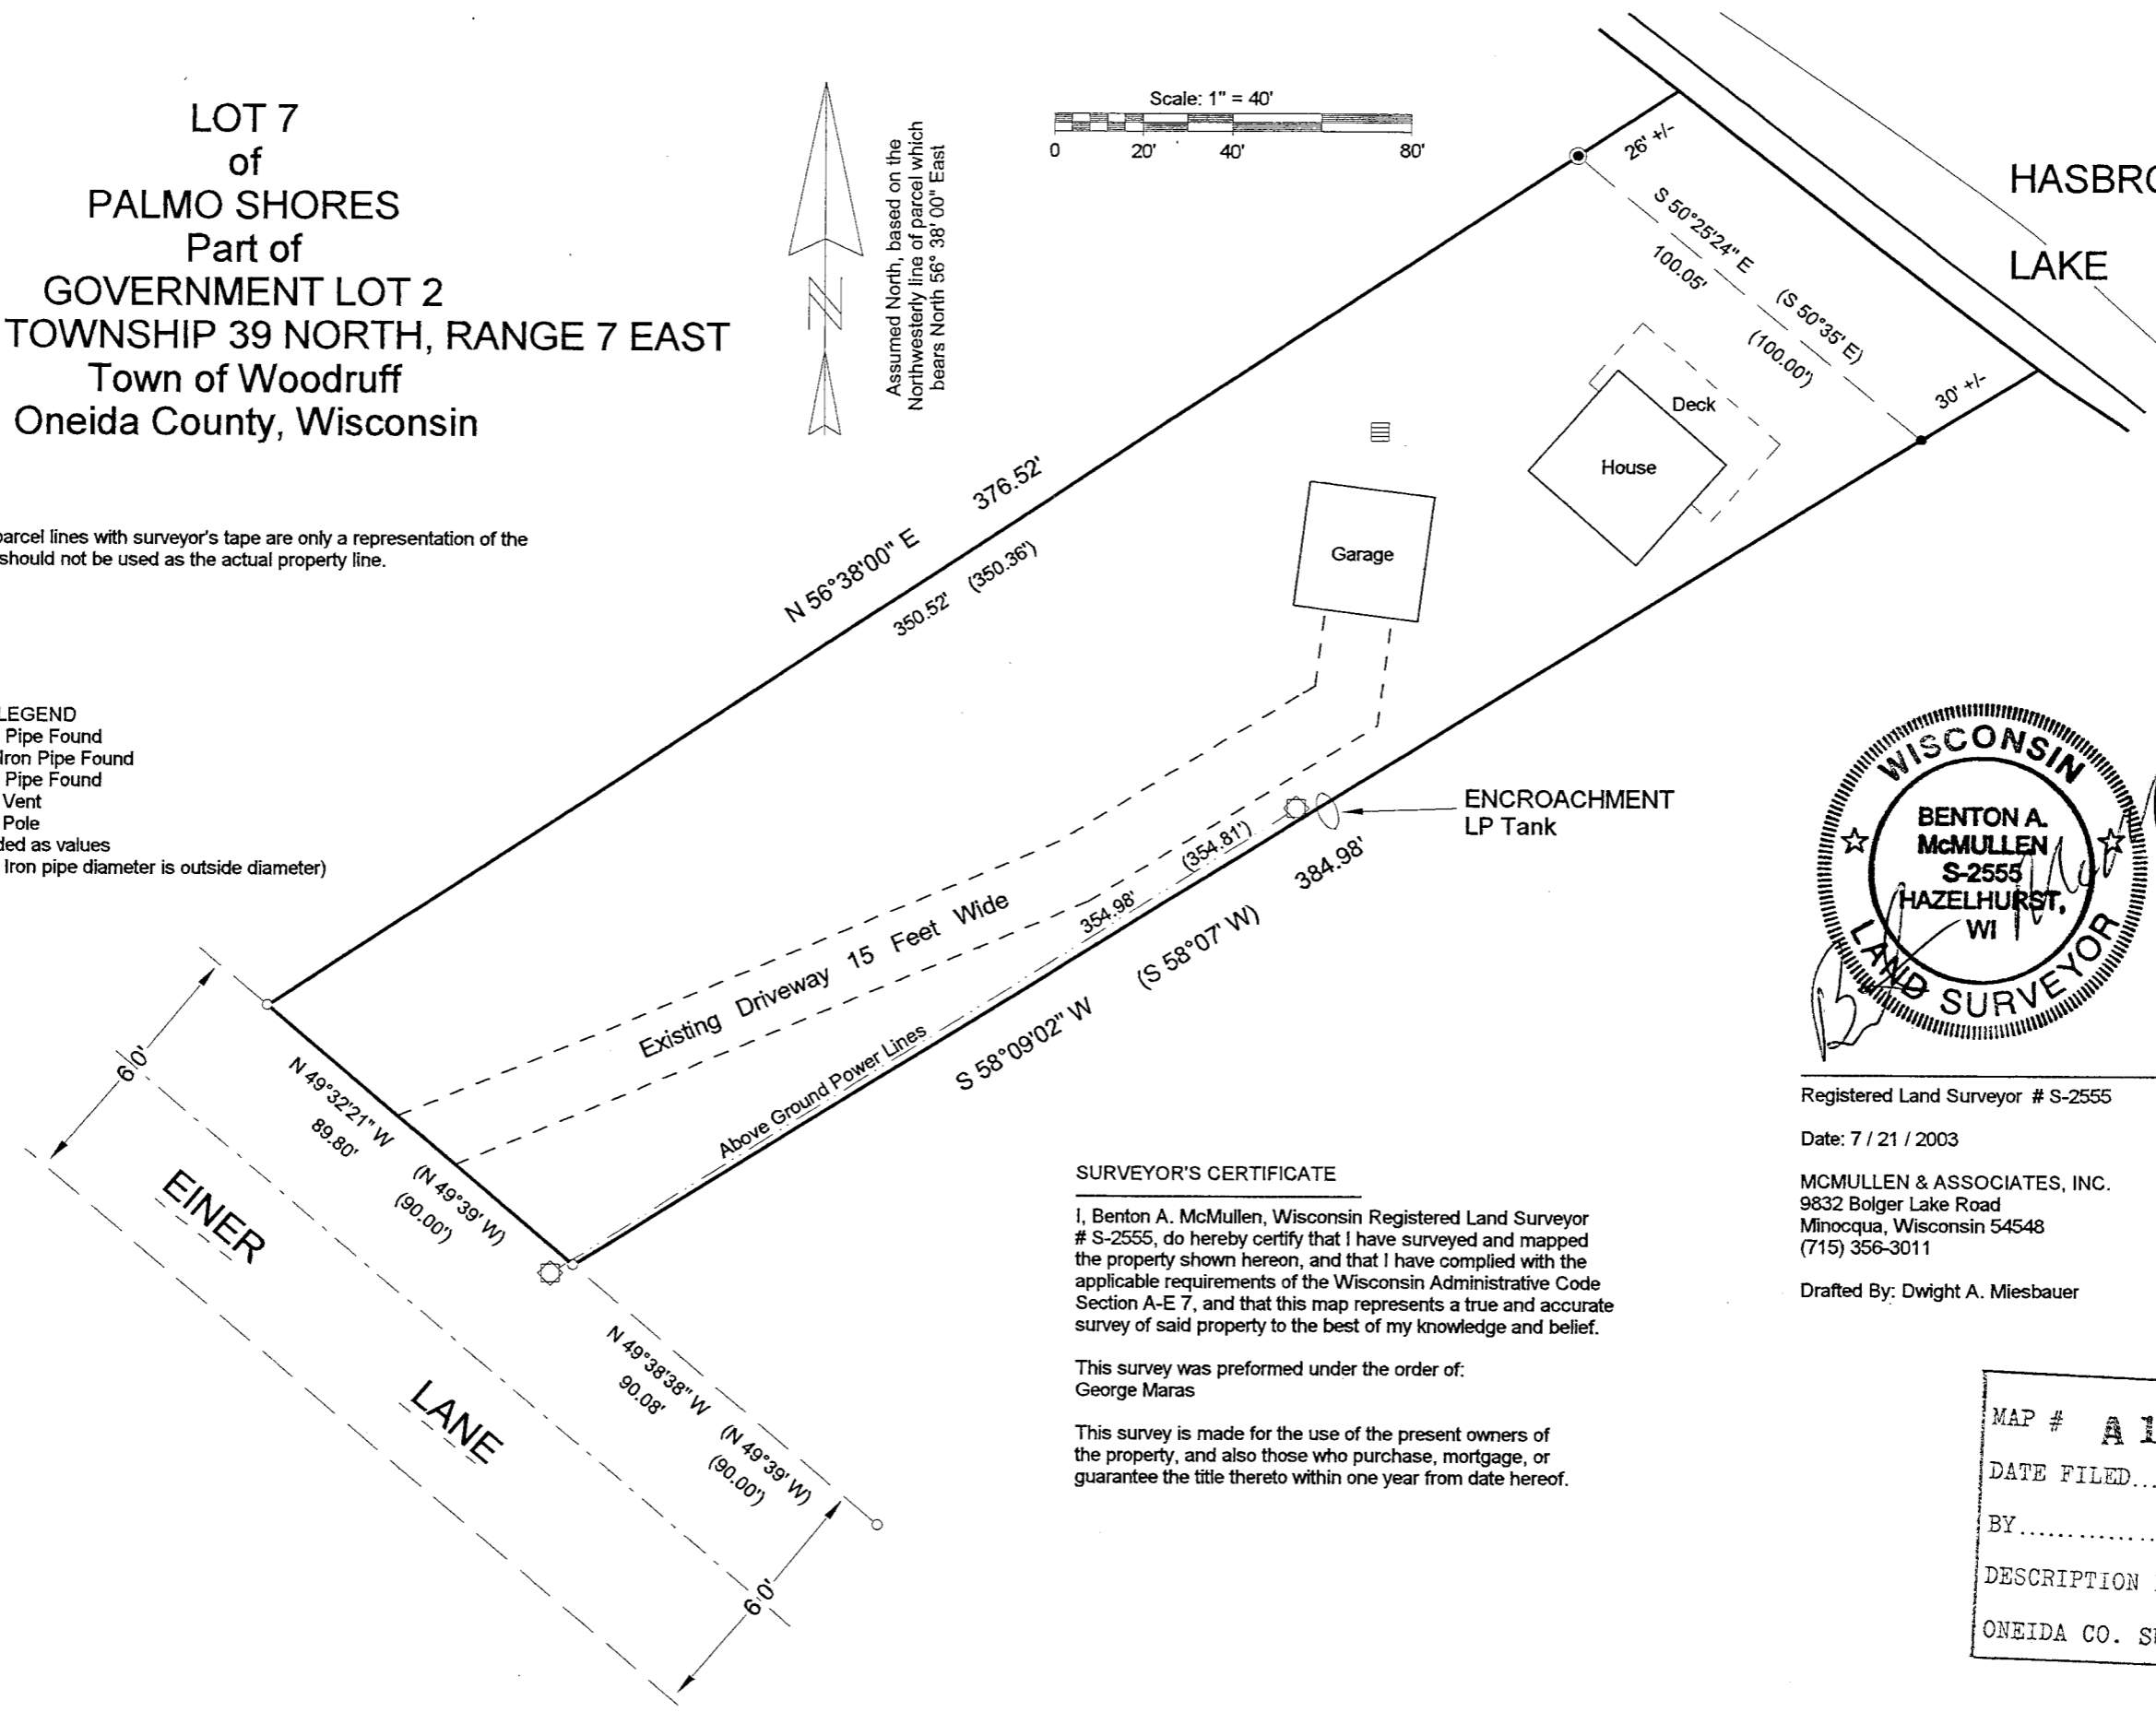 LOT 7
of
PALMO SHORES
Part of
GOVERNMENT LOT 2
TOWNSHIP 39 NORTH, RANGE 7 EAST
Town of Woodruff
Oneida County, Wisconsin
Assumed North, based on the
Northwesterly line of parcel which
bears North 56° 38' 00" East
N
Scale: 1" = 40'
0 20' 40' 80'
HASBRO
LAKE
26' +/-
S 50°25'24" E
100.05'
(S 50°35' E)
(100.00')
30' +/-
Deck
House
Garage
N 56°38'00" E 376.52'
350.52' (350.36')
parcel lines with surveyor's tape are only a representation of the
should not be used as the actual property line.
LEGEND
Pipe Found
Iron Pipe Found
Pipe Found
Vent
Pole
ded as values
Iron pipe diameter is outside diameter)
ENCROACHMENT
LP Tank
Existing Driveway 15 Feet Wide
Above Ground Power Lines
354.98' (354.81')
S 58°09'02" W (S 58°07' W) 384.98'
60'
N 49°32'21" W
89.80'
(N 49°39' W)
(90.00')
EINER
LANE
N 49°38'38" W
90.08'
(N 49°39' W)
(90.00')
60'
SURVEYOR'S CERTIFICATE
I, Benton A. McMullen, Wisconsin Registered Land Surveyor
# S-2555, do hereby certify that I have surveyed and mapped
the property shown hereon, and that I have complied with the
applicable requirements of the Wisconsin Administrative Code
Section A-E 7, and that this map represents a true and accurate
survey of said property to the best of my knowledge and belief.
This survey was preformed under the order of:
George Maras
This survey is made for the use of the present owners of
the property, and also those who purchase, mortgage, or
guarantee the title thereto within one year from date hereof.
WISCONSIN
BENTON A.
McMULLEN
S-2555
HAZELHURST,
WI
LAND SURVEYOR
Registered Land Surveyor # S-2555
Date: 7 / 21 / 2003
MCMULLEN & ASSOCIATES, INC.
9832 Bolger Lake Road
Minocqua, Wisconsin 54548
(715) 356-3011
Drafted By: Dwight A. Miesbauer
MAP # A 1
DATE FILED...
BY...............
DESCRIPTION
ONEIDA CO. S